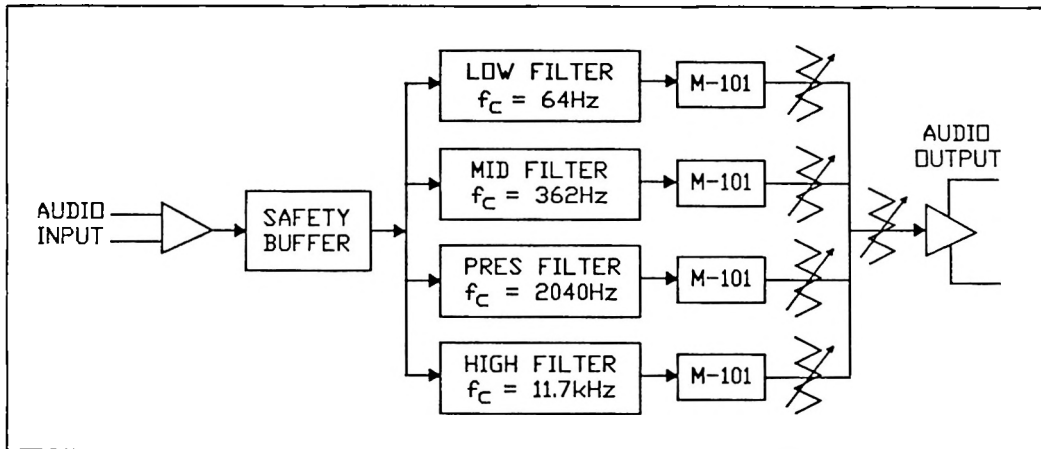 LOW FILTER
fC = 64Hz
M-101
MID FILTER
fC = 362Hz
M-101
AUDIO
OUTPUT
AUDIO
INPUT
SAFETY
BUFFER
PRES FILTER
fC = 2040Hz
M-101
HIGH FILTER
fC = 11.7kHz
M-101